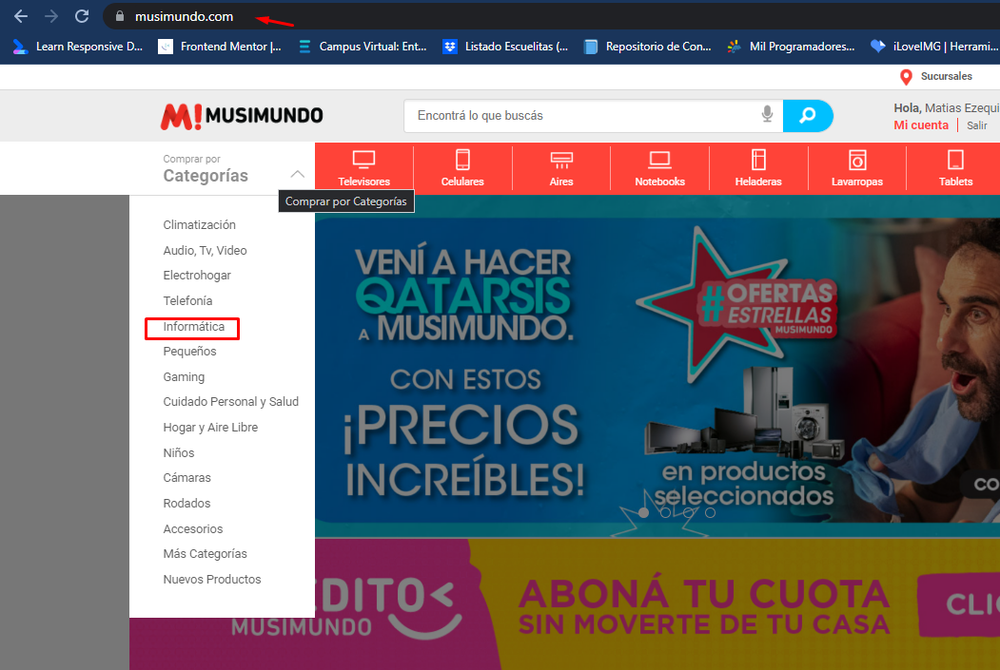 musimundo.com
Learn Responsive D...
Frontend Mentor |...
Campus Virtual: Ent...
Listado Escuelitas (...
Repositorio de Con...
Mil Programadores...
iLoveIMG | Herrami...
Sucursales
M! MUSIMUNDO
Encontrá lo que buscás
Hola, Matias Ezequi
Mi cuenta | Salir
Comprar por
Categorías
Televisores
Celulares
Aires
Notebooks
Heladeras
Lavarropas
Tablets
Comprar por Categorías
Climatización
Audio, Tv, Video
Electrohogar
Telefonía
Informática
Pequeños
Gaming
Cuidado Personal y Salud
Hogar y Aire Libre
Niños
Cámaras
Rodados
Accesorios
Más Categorías
Nuevos Productos
VENÍ A HACER
QATARSIS
A MUSIMUNDO.
CON ESTOS
¡PRECIOS
INCREÍBLES!
#OFERTAS
ESTRELLAS
MUSIMUNDO
en productos
seleccionados
CO
EDITO
MUSIMUNDO
ABONÁ TU CUOTA
SIN MOVERTE DE TU CASA
CLI